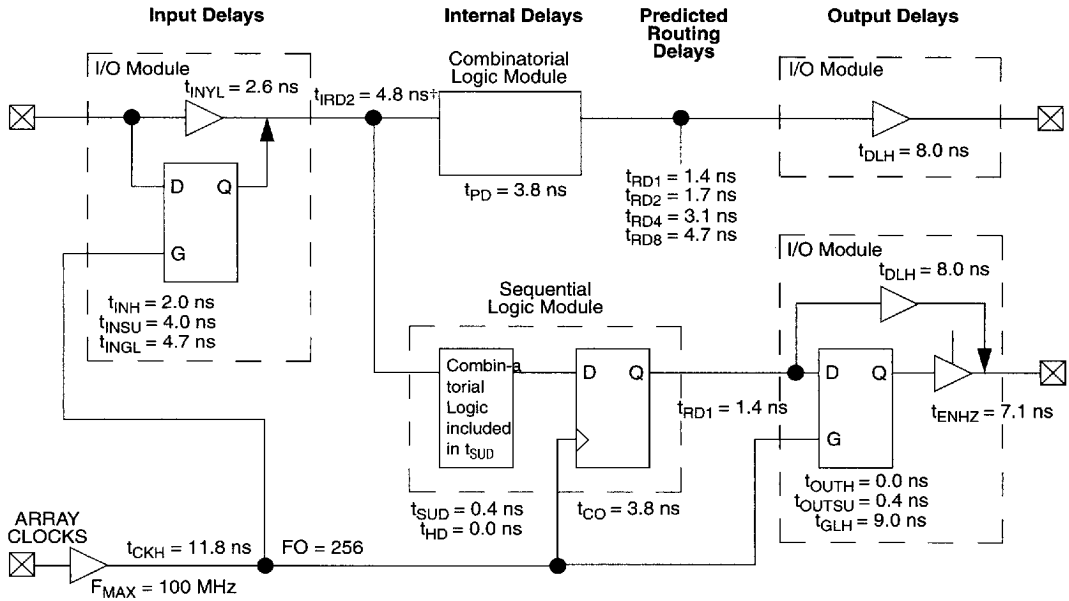 Input Delays
Internal Delays
Predicted
Routing
Delays
Output Delays
I/O Module
tINYL = 2.6 ns
tIRD2 = 4.8 ns†
Combinatorial
Logic Module
tPD = 3.8 ns
tRD1 = 1.4 ns
tRD2 = 1.7 ns
tRD4 = 3.1 ns
tRD8 = 4.7 ns
I/O Module
tDLH = 8.0 ns
D Q
G
tINH = 2.0 ns
tINSU = 4.0 ns
tINGL = 4.7 ns
Sequential
Logic Module
Combin-a
torial
Logic
included
in tSUD
D Q
tSUD = 0.4 ns
tHD = 0.0 ns
tCO = 3.8 ns
tRD1 = 1.4 ns
I/O Module
tDLH = 8.0 ns
D Q
G
tENHZ = 7.1 ns
tOUTH = 0.0 ns
tOUTSU = 0.4 ns
tGLH = 9.0 ns
ARRAY
CLOCKS
tCKH = 11.8 ns
FO = 256
FMAX = 100 MHz